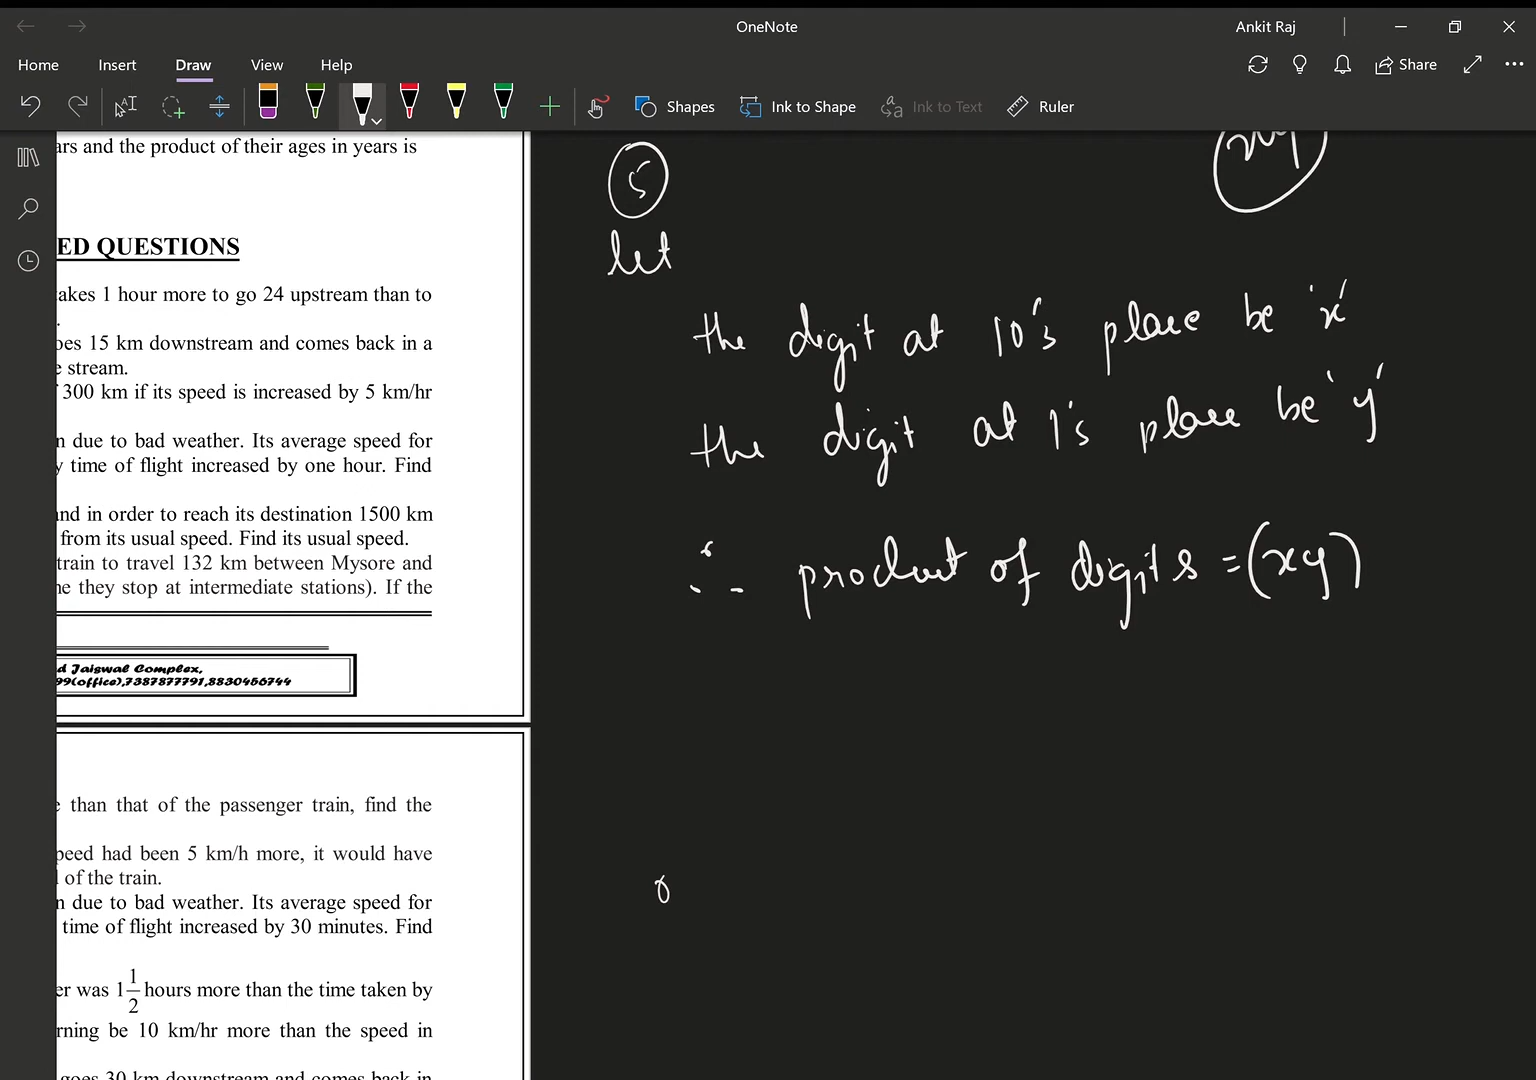 OneNote
Ankit Raj
Home Insert Draw View Help
Share
Shapes Ink to Shape Ink to Text Ruler
ars and the product of their ages in years is
ED QUESTIONS
takes 1 hour more to go 24 upstream than to
.
oes 15 km downstream and comes back in a
e stream.
300 km if its speed is increased by 5 km/hr
n due to bad weather. Its average speed for
y time of flight increased by one hour. Find
and in order to reach its destination 1500 km
from its usual speed. Find its usual speed.
train to travel 132 km between Mysore and
ne they stop at intermediate stations). If the
d Jaiswal Complex,
99(office),7387877791,8830456744
e than that of the passenger train, find the
peed had been 5 km/h more, it would have
l of the train.
n due to bad weather. Its average speed for
time of flight increased by 30 minutes. Find
er was 1 1/2 hours more than the time taken by
rning be 10 km/hr more than the speed in
goes 30 km downstream and comes back in
5
let
the digit at 10's place be 'x'
the digit at 1's place be 'y'
∴ product of digits = (xy)